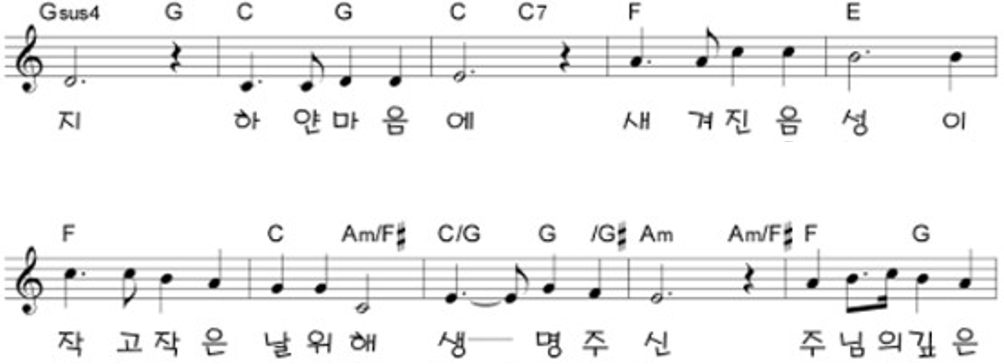 Gsus4 G C G C C7 F E
지 하 얀 마 음 에 새 겨 진 음 성 이
F C Am/F♯ C/G G /G♯ Am Am/F♯ F G
작 고 작 은 날 위 해 생 명 주 신 주 님 의 깊 은